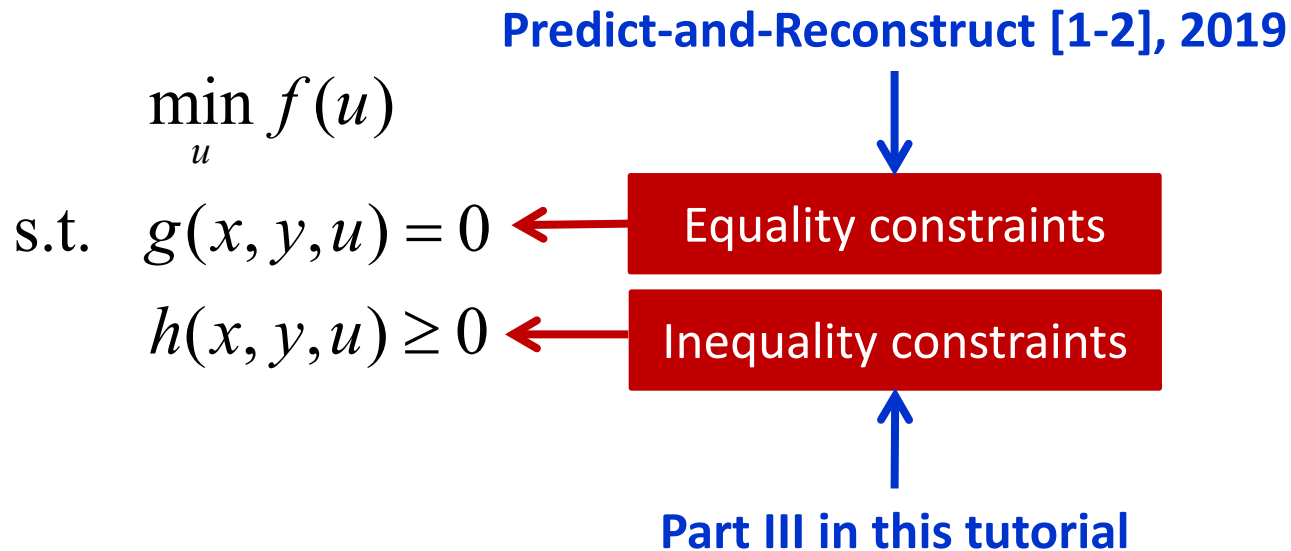 Predict-and-Reconstruct [1-2], 2019
min f(u)
u
s.t. g(x, y, u) = 0
Equality constraints
h(x, y, u) ≥ 0
Inequality constraints
Part III in this tutorial